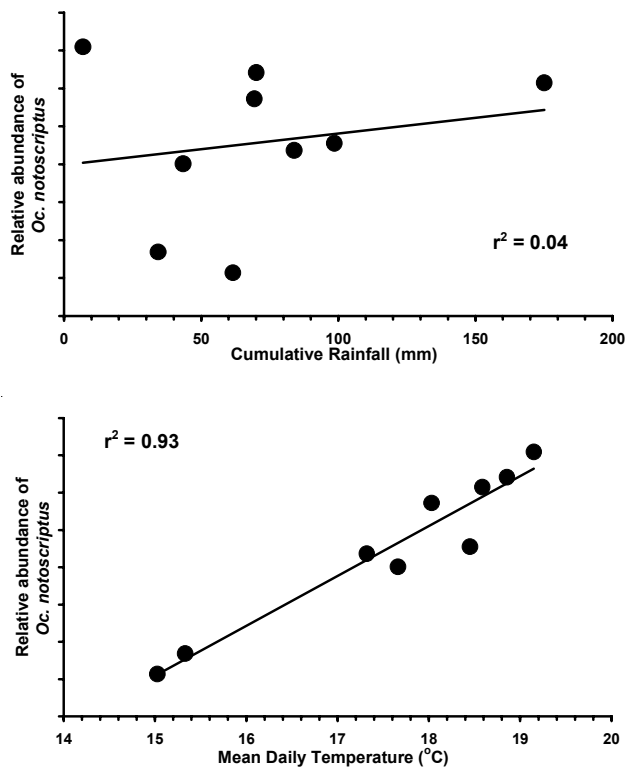 Relative abundance of
Oc. notoscriptus
r² = 0.04
0 50 100 150 200
Cumulative Rainfall (mm)
Relative abundance of
Oc. notoscriptus
r² = 0.93
14 15 16 17 18 19 20
Mean Daily Temperature (°C)